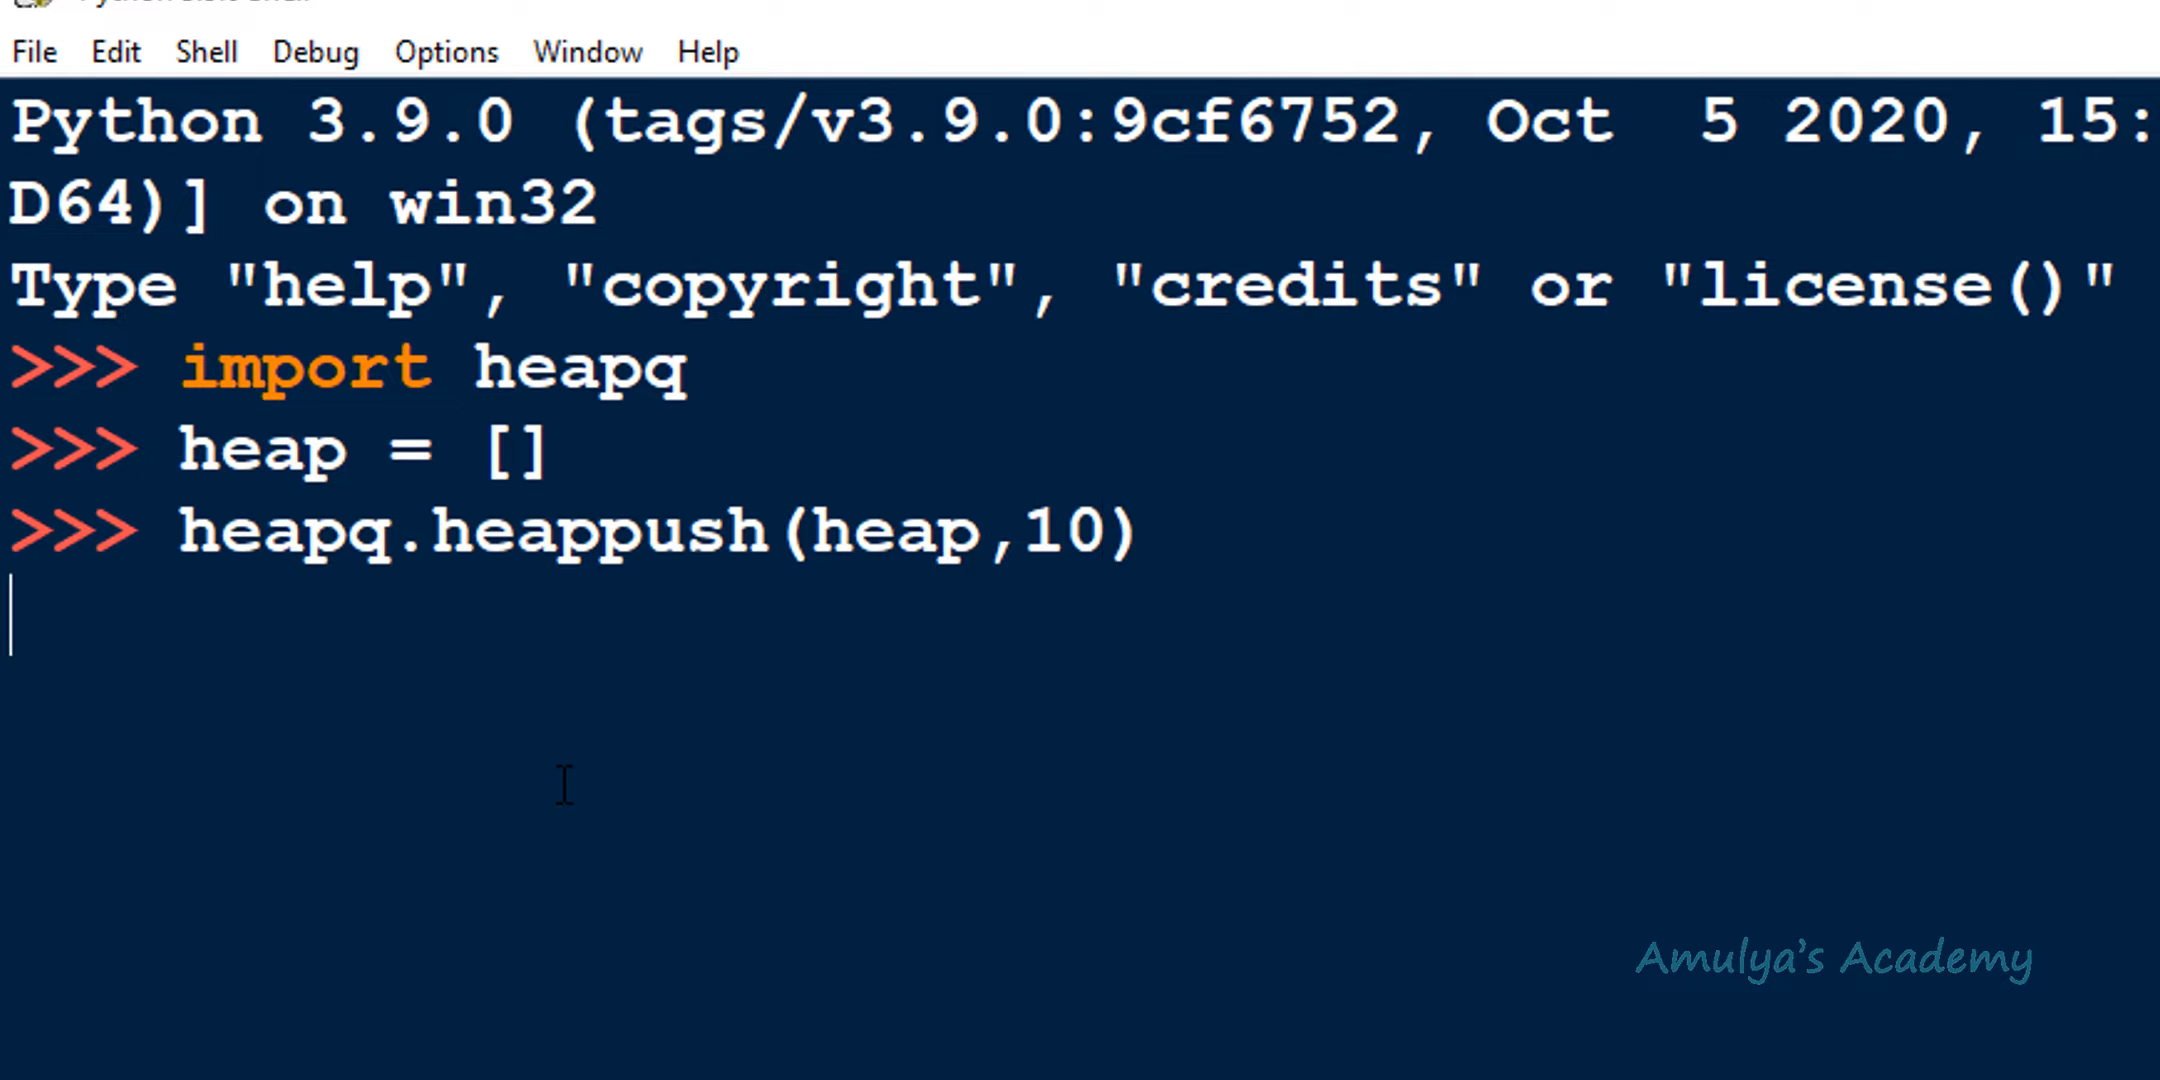 File Edit Shell Debug Options Window Help
Python 3.9.0 (tags/v3.9.0:9cf6752, Oct  5 2020, 15:
D64)] on win32
Type "help", "copyright", "credits" or "license()"
>>> import heapq
>>> heap = []
>>> heapq.heappush(heap,10)
Amulya's Academy